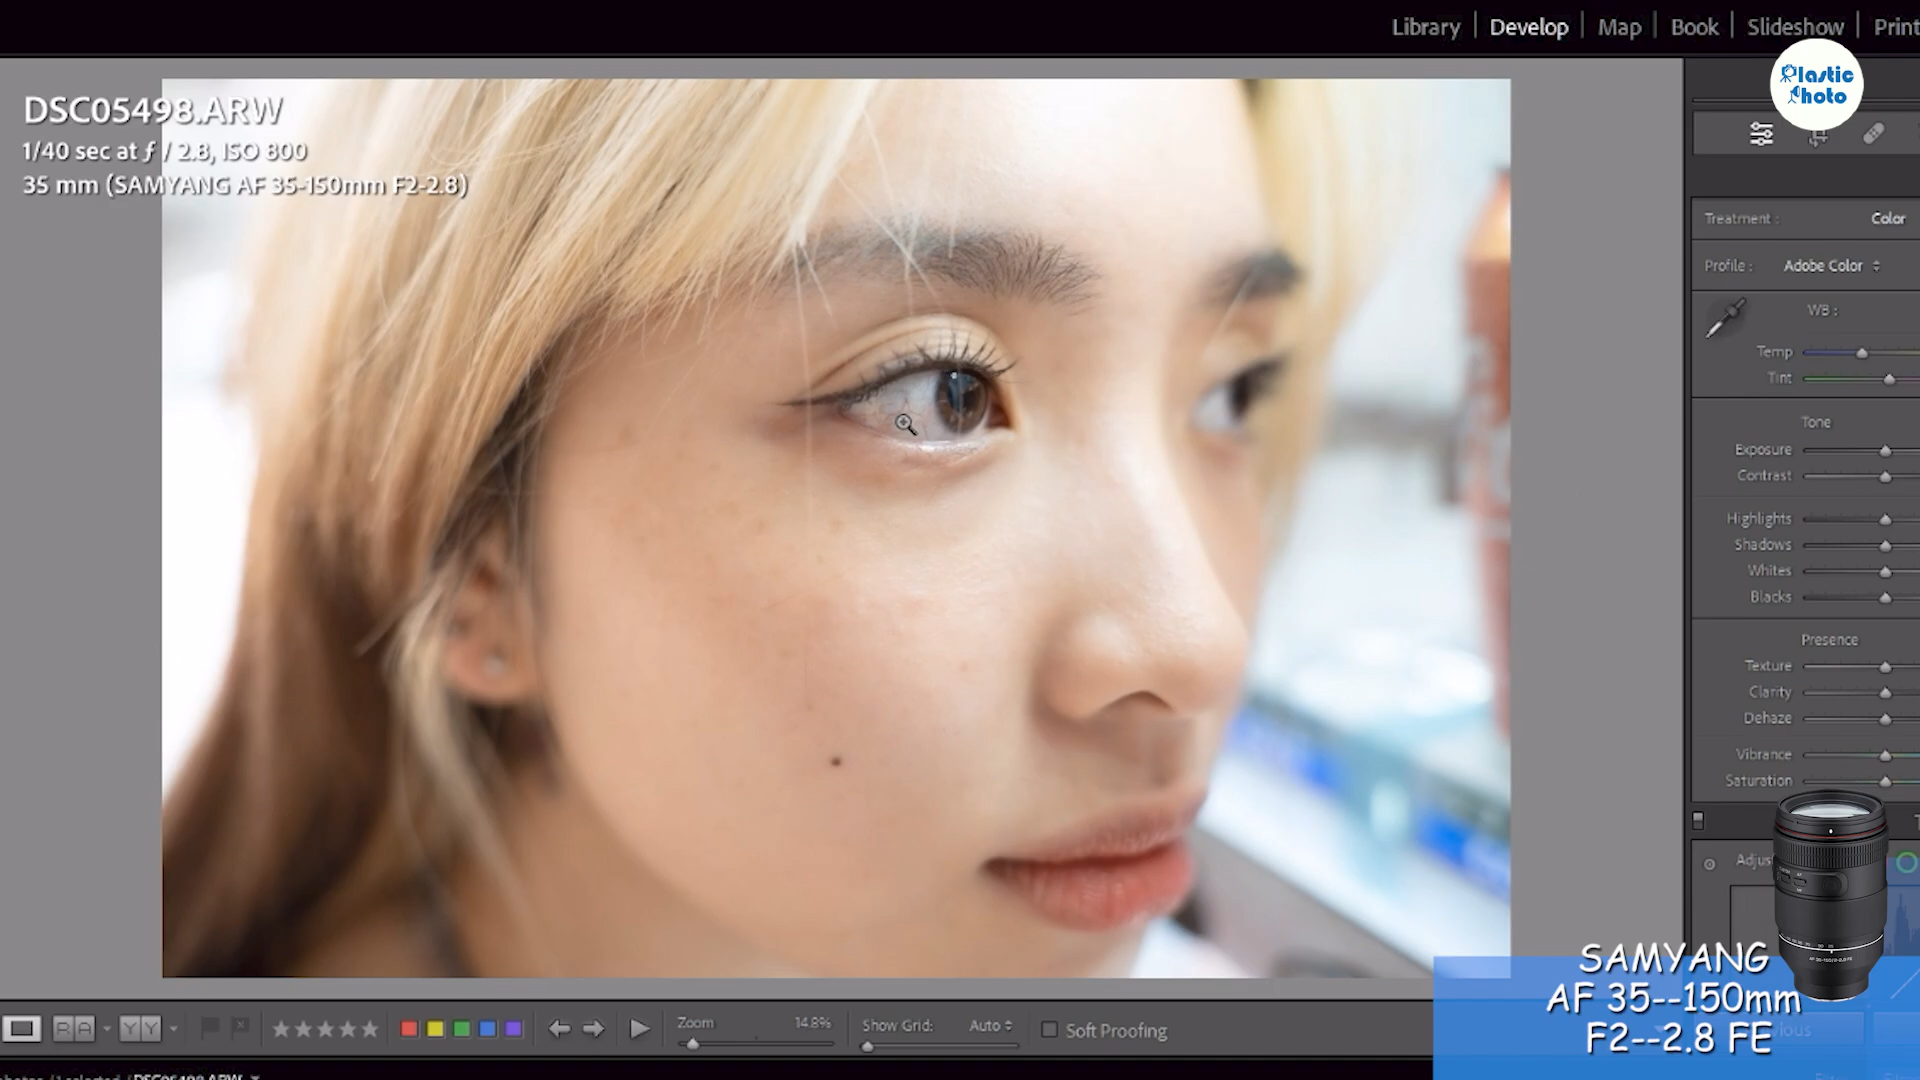 Library | Develop | Map | Book | Slideshow | Print
Plastic
Photo
DSC05498.ARW
1/40 sec at ƒ / 2.8, ISO 800
35 mm (SAMYANG AF 35-150mm F2-2.8)
Treatment : Color
Profile : Adobe Color
WB :
Temp
Tint
Tone
Exposure
Contrast
Highlights
Shadows
Whites
Blacks
Presence
Texture
Clarity
Dehaze
Vibrance
Saturation
SAMYANG
AF 35--150mm
F2--2.8 FE
R A Y Y Zoom 14.8% Show Grid: Auto Soft Proofing
DSC05498.ARW